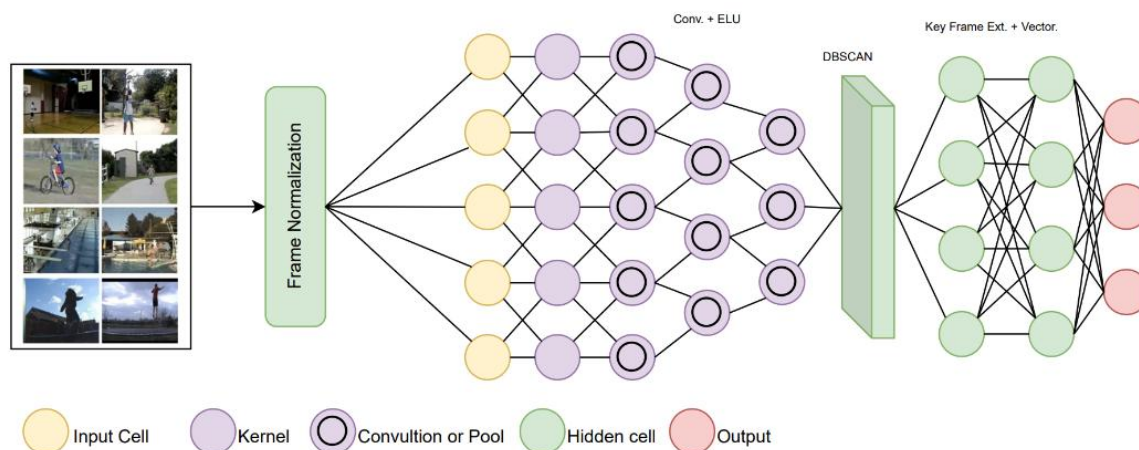 Conv. + ELU
Key Frame Ext. + Vector.
DBSCAN
Frame Normalization
Input Cell
Kernel
Convultion or Pool
Hidden cell
Output